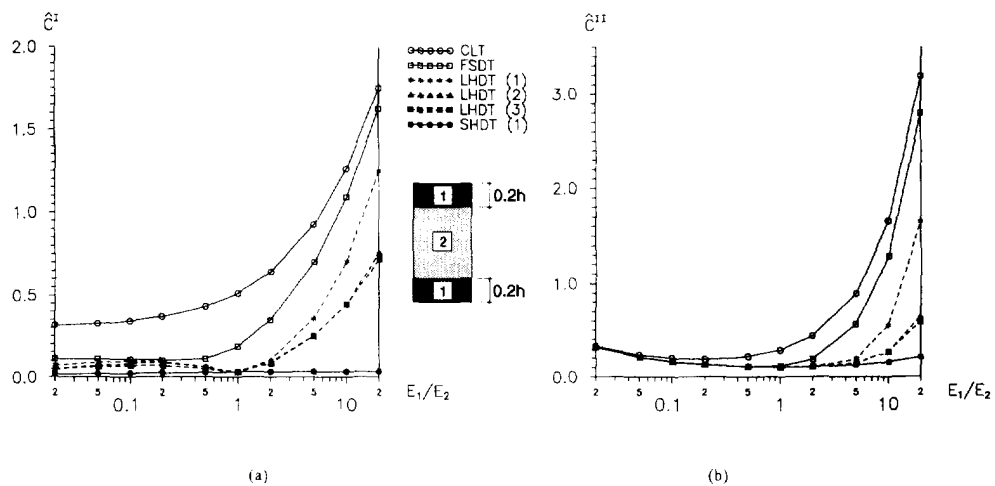 Ĉᴵ
2.0
1.5
1.0
0.5
0.0
2 5 0.1 2 5 1 2 5 10 2
E₁/E₂
CLT
FSDT
LHDT (1)
LHDT (2)
LHDT (3)
SHDT (1)
1
0.2h
2
1
0.2h
Ĉᴵᴵ
3.0
2.0
1.0
0.0
2 5 0.1 2 5 1 2 5 10 2
E₁/E₂
(a)
(b)